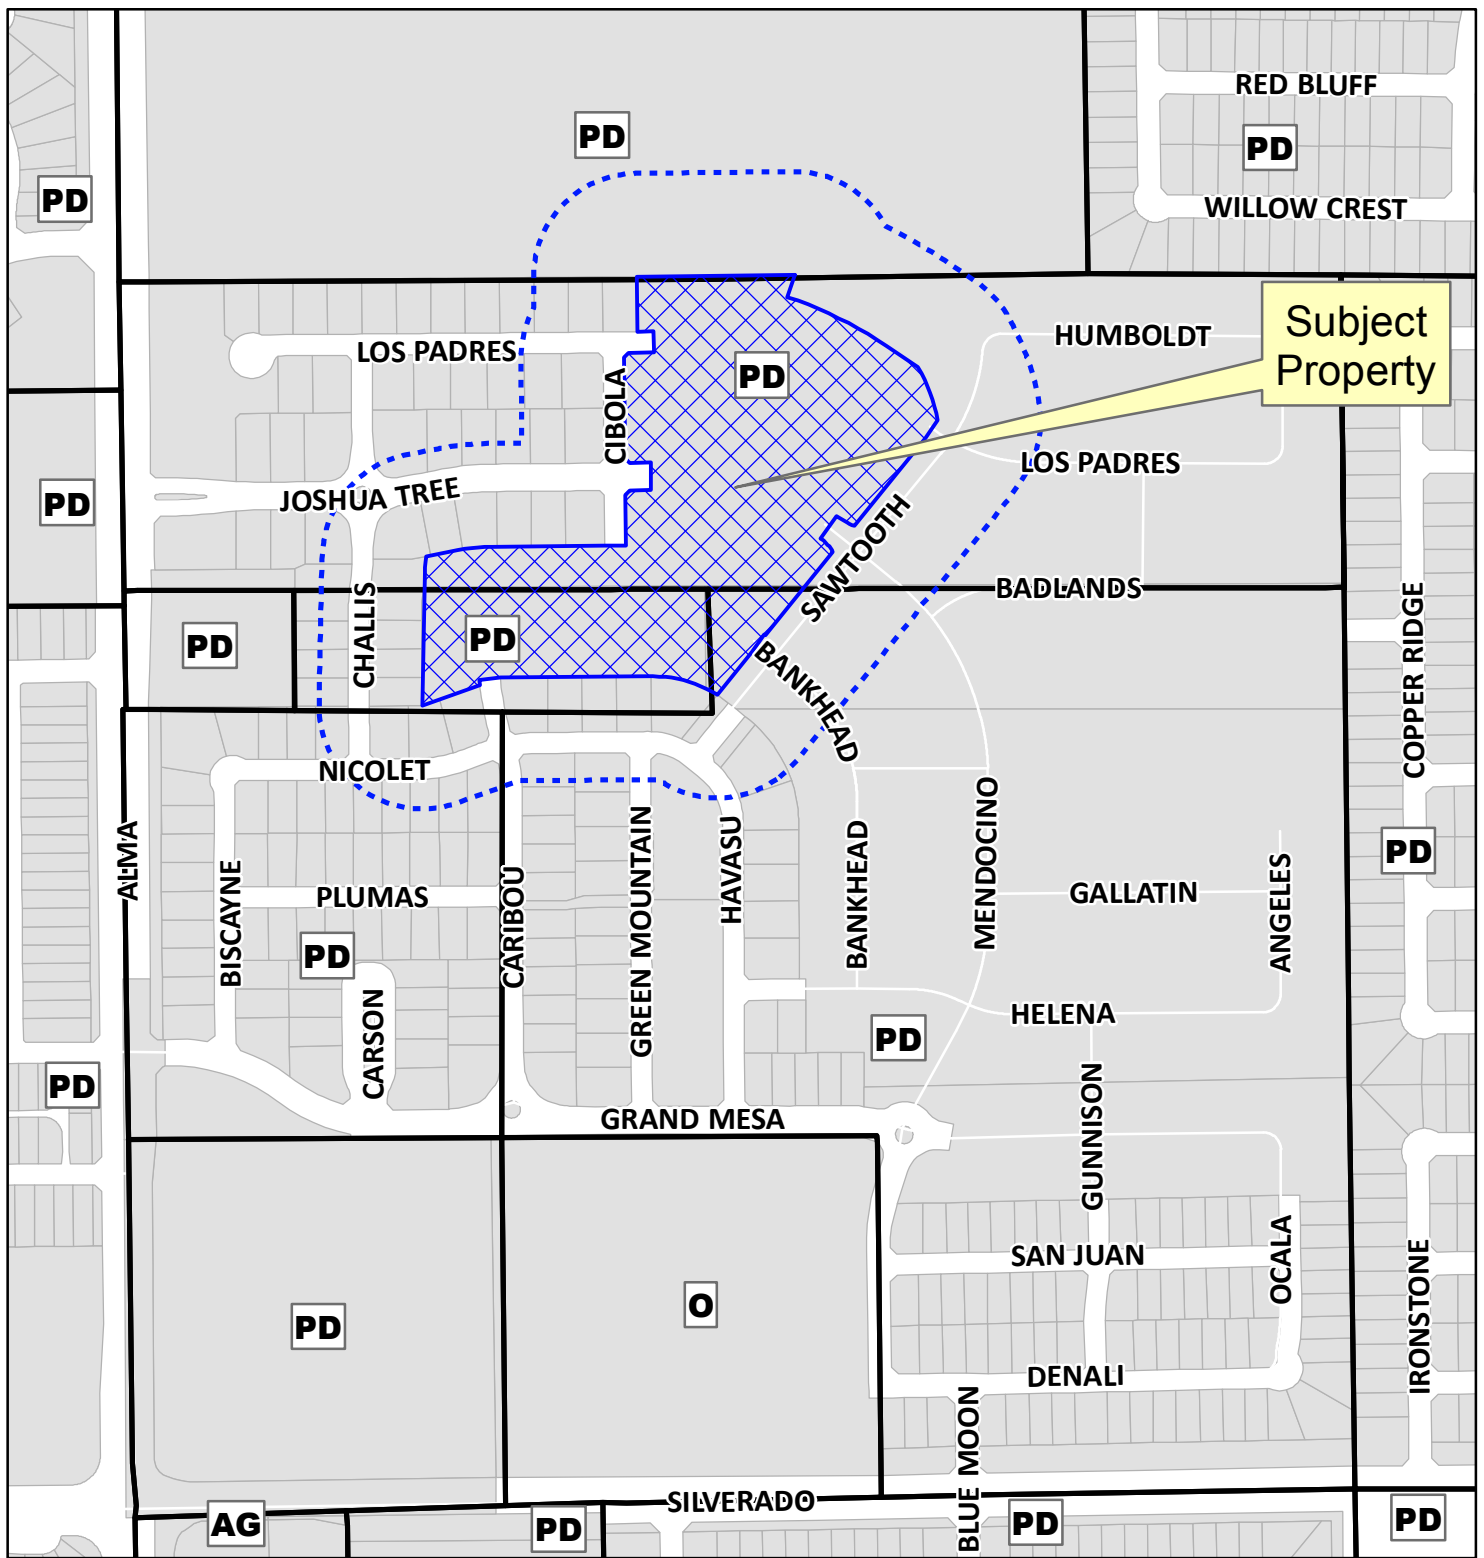 RED BLUFF
PD
PD
PD
WILLOW CREST
Subject
Property
HUMBOLDT
LOS PADRES
PD
CIBOLA
LOS PADRES
JOSHUA TREE
PD
SAWTOOTH
BADLANDS
CHALLIS
PD
PD
COPPER RIDGE
BANKHEAD
NICOLET
MENDOCINO
ALMA
GREEN MOUNTAIN
HAVASU
BANKHEAD
PD
BISCAYNE
PLUMAS
CARIBOU
GALLATIN
ANGELES
PD
CARSON
HELENA
PD
PD
GUNNISON
GRAND MESA
OCALA
SAN JUAN
IRONSTONE
PD
O
DENALI
BLUE MOON
SILVERADO
AG
PD
PD
PD